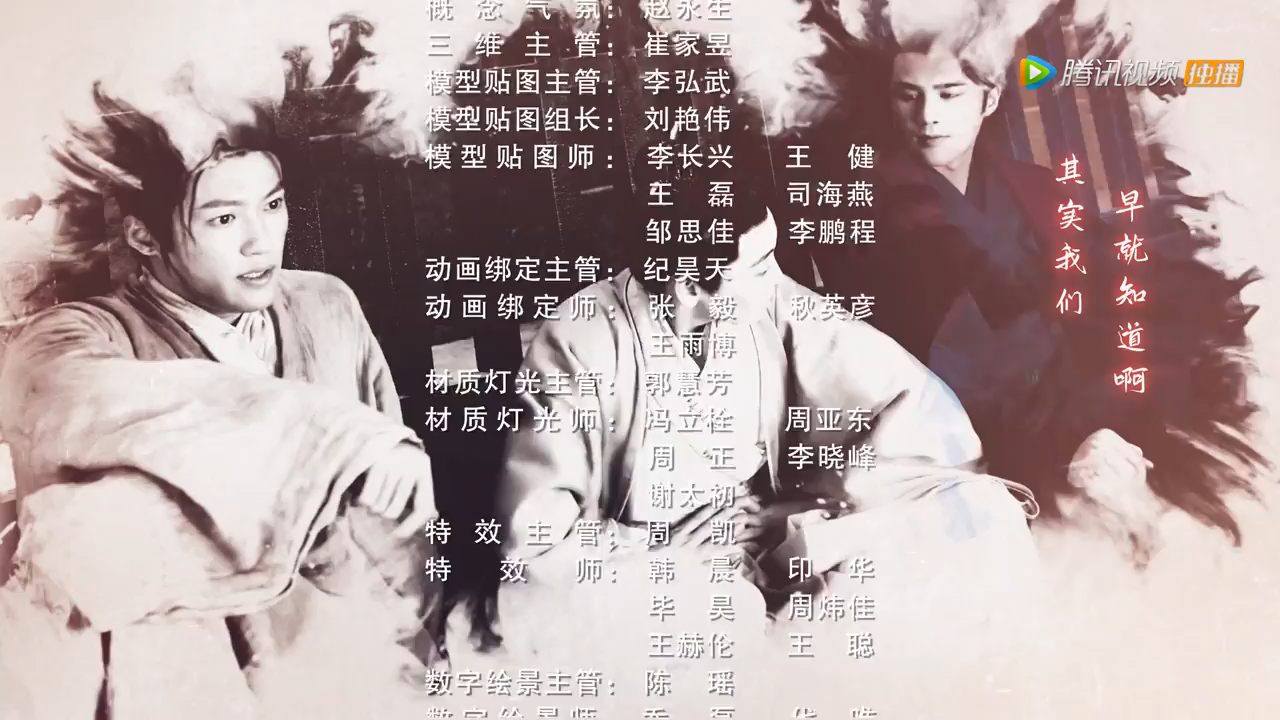 概念气氛：赵永生
三维主管：崔家昱
模型贴图主管：李弘武
模型贴图组长：刘艳伟
模型贴图师：李长兴 王健
王磊 司海燕
邹思佳 李鹏程
动画绑定主管：纪昊天
动画绑定师：张毅 秋英彦
王雨博
材质灯光主管：郭慧芳
材质灯光师：冯立栓 周亚东
周正 李晓峰
谢太初
特效主管：周凯
特效师：韩晨 印华
毕昊 周炜佳
王赫伦 王聪
数字绘景主管：陈瑶
数字绘景师
腾讯视频 独播
其实我们
早就知道啊